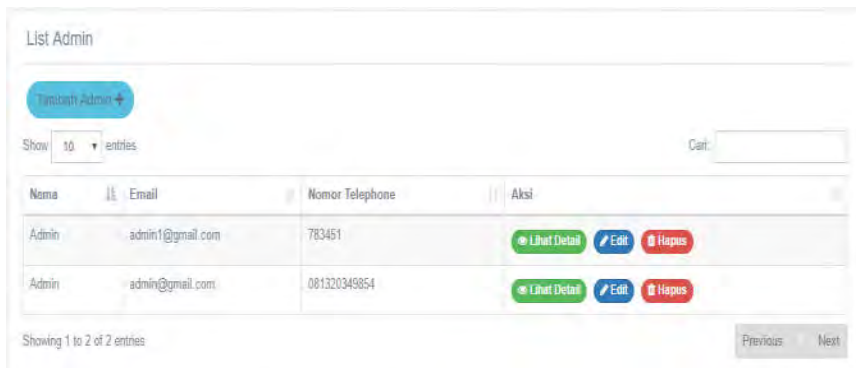 List Admin
Tambah Admin +
Show 10 entries
Cari:
Nama Email Nomor Telephone Aksi
Admin admin1@gmail.com 783451 Lihat Detail Edit Hapus
Admin admin@gmail.com 081320349854 Lihat Detail Edit Hapus
Showing 1 to 2 of 2 entries
Previous Next